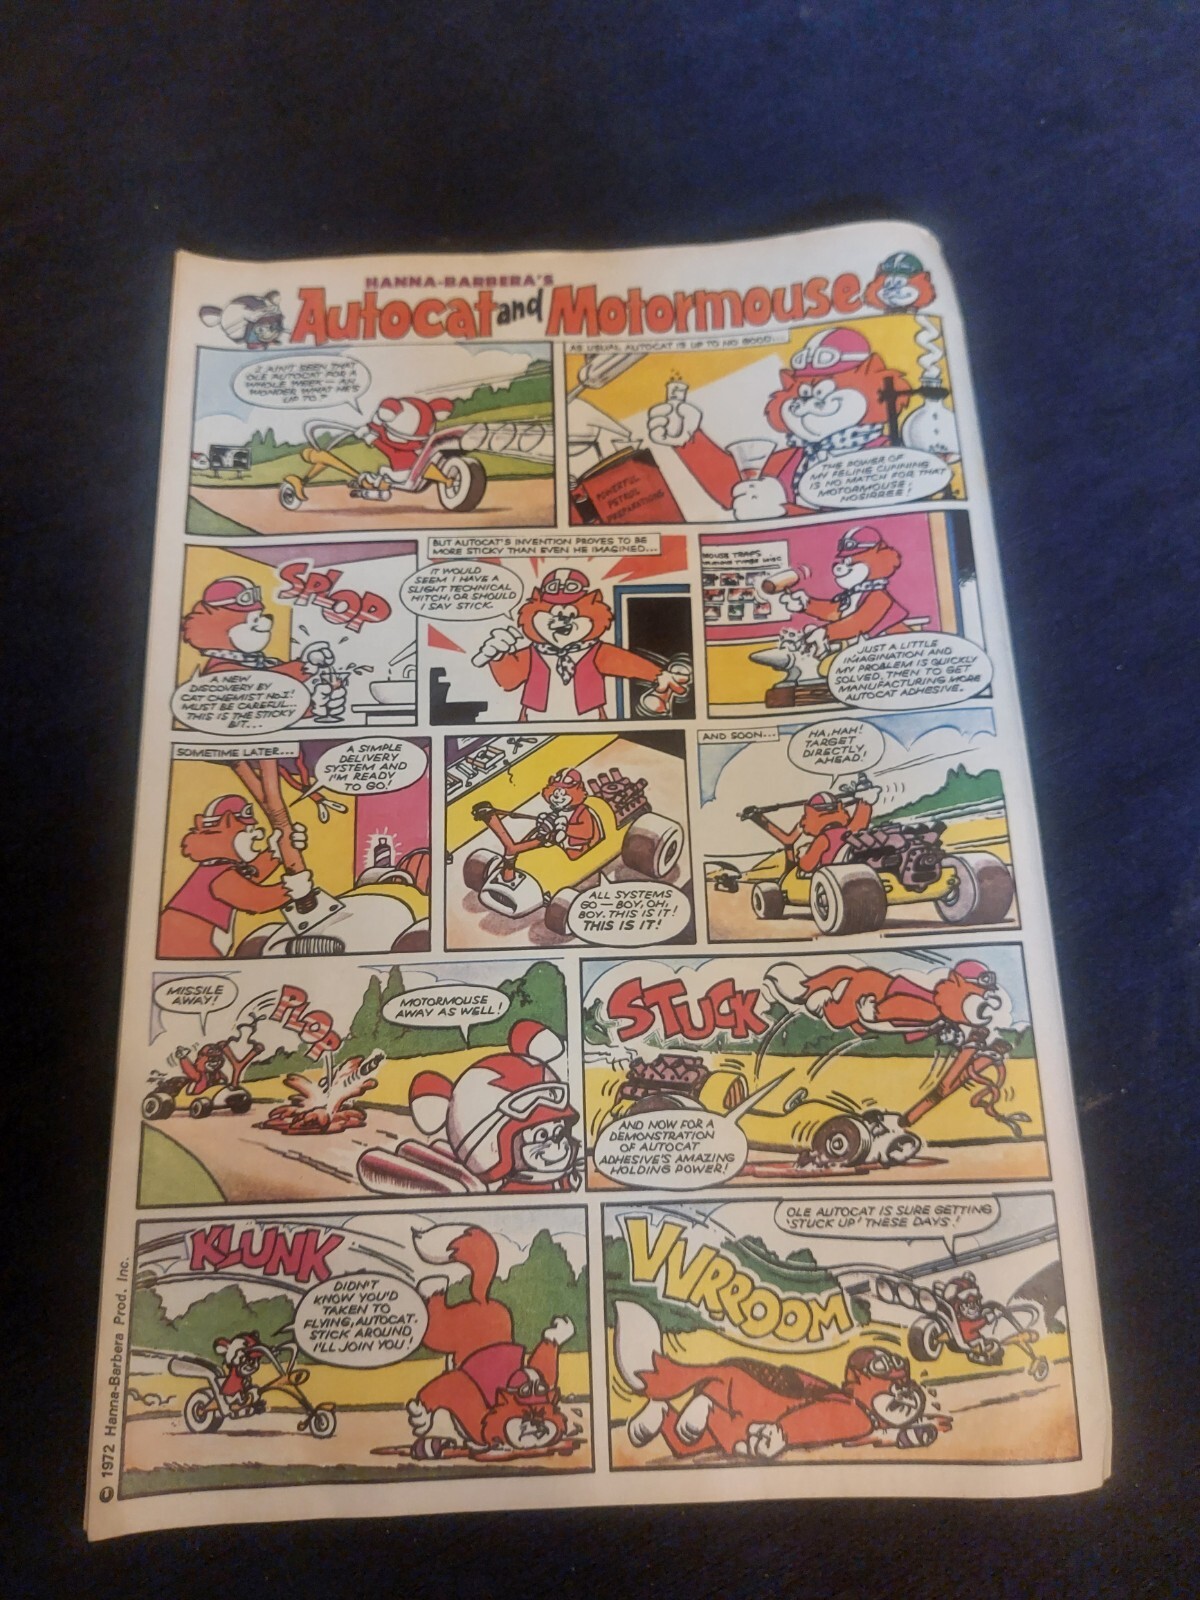 HANNA-BARBERA'S
Autocat and Motormouse
I AIN'T SEEN THAT
OLE AUTOCAT FOR A
WHOLE WEEK — AH
WONDER WHAT HE'S
UP TO?
AS USUAL AUTOCAT IS UP TO NO GOOD...
POWERFUL
PETROL
PREPARATIONS
THE POWER OF
MY FELINE CUNNING
IS NO MATCH FOR THAT
MOTORMOUSE.
NOSIRREE!
SPLOP
A NEW
DISCOVERY BY
CAT CHEMIST NO.1!
MUST BE CAREFUL...
THIS IS THE STICKY
BIT...
BUT AUTOCAT'S INVENTION PROVES TO BE
MORE STICKY THAN EVEN HE IMAGINED...
IT WOULD
SEEM I HAVE A
SLIGHT TECHNICAL
HITCH, OR SHOULD
I SAY STICK.
MOUSE TRAPS
JUST A LITTLE
IMAGINATION AND
MY PROBLEM IS QUICKLY
SOLVED. THEN TO GET
MANUFACTURING MORE
AUTOCAT ADHESIVE.
SOMETIME LATER...
A SIMPLE
DELIVERY
SYSTEM AND
I'M READY
TO GO!
ALL SYSTEMS
GO — BOY, OH,
BOY. THIS IS IT!
THIS IS IT!
AND SOON...
HA, HAH!
TARGET
DIRECTLY
AHEAD!
MISSILE
AWAY!
PLOP
MOTORMOUSE
AWAY AS WELL!
STUCK
AND NOW FOR A
DEMONSTRATION
OF AUTOCAT
ADHESIVE'S AMAZING
HOLDING POWER!
KLUNK
DIDN'T
KNOW YOU'D
TAKEN TO
FLYING, AUTOCAT.
STICK AROUND
I'LL JOIN YOU!
OLE AUTOCAT IS SURE GETTING
'STUCK UP' THESE DAYS!
VVRROOM
© 1972 Hanna-Barbera Prod. Inc.